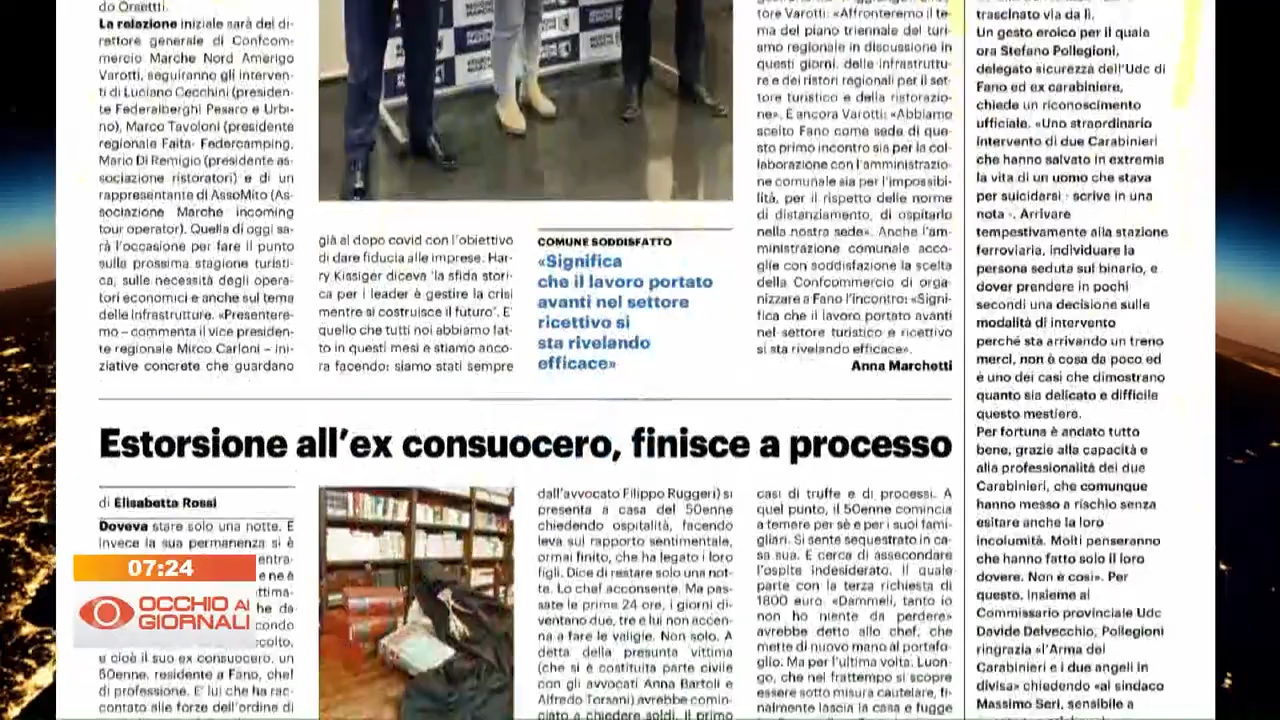 do Orsetti.
La relazione iniziale sarà del di-
rettore generale di Confcom-
mercio Marche Nord Amerigo
Varotti, seguiranno gli interven-
ti di Luciano Cecchini (presiden-
te Federalberghi Pesaro e Urbi-
no), Marco Tavoloni (presidente
regionale Faita- Federcamping,
Mario Di Remigio (presidente as-
sociazione ristoratori) e di un
rappresentante di AssoMito (As-
sociazione Marche incoming
tour operator). Quella di oggi sa-
rà l'occasione per fare il punto
sulla prossima stagione turisti-
ca, sulle necessità degli opera-
tori economici e anche sul tema
delle infrastrutture. «Presentere-
mo – commenta il vice presiden-
te regionale Mirco Carloni – ini-
ziative concrete che guardano
già al dopo covid con l'obiettivo
di dare fiducia alle imprese. Har-
ry Kissiger diceva 'la sfida stori-
ca per i leader è gestire la crisi
mentre si costruisce il futuro'. E'
quello che tutti noi abbiamo fat-
to in questi mesi e stiamo anco-
ra facendo: siamo stati sempre
COMUNE SODDISFATTO
«Significa
che il lavoro portato
avanti nel settore
ricettivo si
sta rivelando
efficace»
tore Varotti: «Affronteremo il te-
ma del piano triennale del turi-
smo regionale in discussione in
questi giorni, delle infrastruttu-
re e dei ristori regionali per il set-
tore turistico e della ristorazio-
ne». E ancora Varotti: «Abbiamo
scelto Fano come sede di que-
sto primo incontro sia per la col-
laborazione con l'amministrazio-
ne comunale sia per l'impossibi-
lità, per il rispetto delle norme
di distanziamento, di ospitarlo
nella nostra sede». Anche l'am-
ministrazione comunale acco-
glie con soddisfazione la scelta
della Confcommercio di orga-
nizzare a Fano l'incontro: «Signi-
fica che il lavoro portato avanti
nel settore turistico e ricettivo
si sta rivelando efficace».
Anna Marchetti
trascinato via da lì.
Un gesto eroico per il quale
ora Stefano Pollegioni,
delegato sicurezza dell'Udc di
Fano ed ex carabiniere,
chiede un riconoscimento
ufficiale. «Uno straordinario
intervento di due Carabinieri
che hanno salvato in extremis
la vita di un uomo che stava
per suicidarsi - scrive in una
nota -. Arrivare
tempestivamente alla stazione
ferroviaria, individuare la
persona seduta sul binario, e
dover prendere in pochi
secondi una decisione sulle
modalità di intervento
perché sta arrivando un treno
merci, non è cosa da poco ed
è uno dei casi che dimostrano
quanto sia delicato e difficile
questo mestiere.
Per fortuna è andato tutto
bene, grazie alla capacità e
alla professionalità dei due
Carabinieri, che comunque
hanno messo a rischio senza
esitare anche la loro
incolumità. Molti penseranno
che hanno fatto solo il loro
dovere. Non è così». Per
questo, insieme al
Commissario provinciale Udc
Davide Delvecchio, Pollegioni
ringrazia «l'Arma dei
Carabinieri e i due angeli in
divisa» chiedendo «al sindaco
Massimo Seri, sensibile a
Estorsione all'ex consuocero, finisce a processo
di Elisabetta Rossi
Doveva stare solo una notte. E
invece la sua permanenza si è
entra-
e ne è
ttima-
he da
condo
colto,
e cioè il suo ex consuocero, un
50enne, residente a Fano, chef
di professione. E' lui che ha rac-
contato alle forze dell'ordine di
dall'avvocato Filippo Ruggeri) si
presenta a casa del 50enne
chiedendo ospitalità, facendo
leva sul rapporto sentimentale,
ormai finito, che ha legato i loro
figli. Dice di restare solo una not-
te. Lo chef acconsente. Ma pas-
sate le prime 24 ore, i giorni di-
ventano due, tre e lui non accen-
na a fare le valigie. Non solo. A
detta della presunta vittima
(che si è costituita parte civile
con gli avvocati Anna Bartoli e
Alfredo Torsani) avrebbe comin-
ciato a chiedere soldi. Il primo
casi di truffe e di processi. A
quel punto, il 50enne comincia
a temere per sè e per i suoi fami-
gliari. Si sente sequestrato in ca-
sa sua. E cerca di assecondare
l'ospite indesiderato. Il quale
parte con la terza richiesta di
1800 euro «Dammeli, tanto io
non ho niente da perdere»
avrebbe detto allo chef, che
mette di nuovo mano al portafo-
glio. Ma per l'ultima volta. Luon-
go, che nel frattempo si scopre
essere sotto misura cautelare, fi-
nalmente lascia la casa e fugge
07:24
OCCHIO AI
GIORNALI